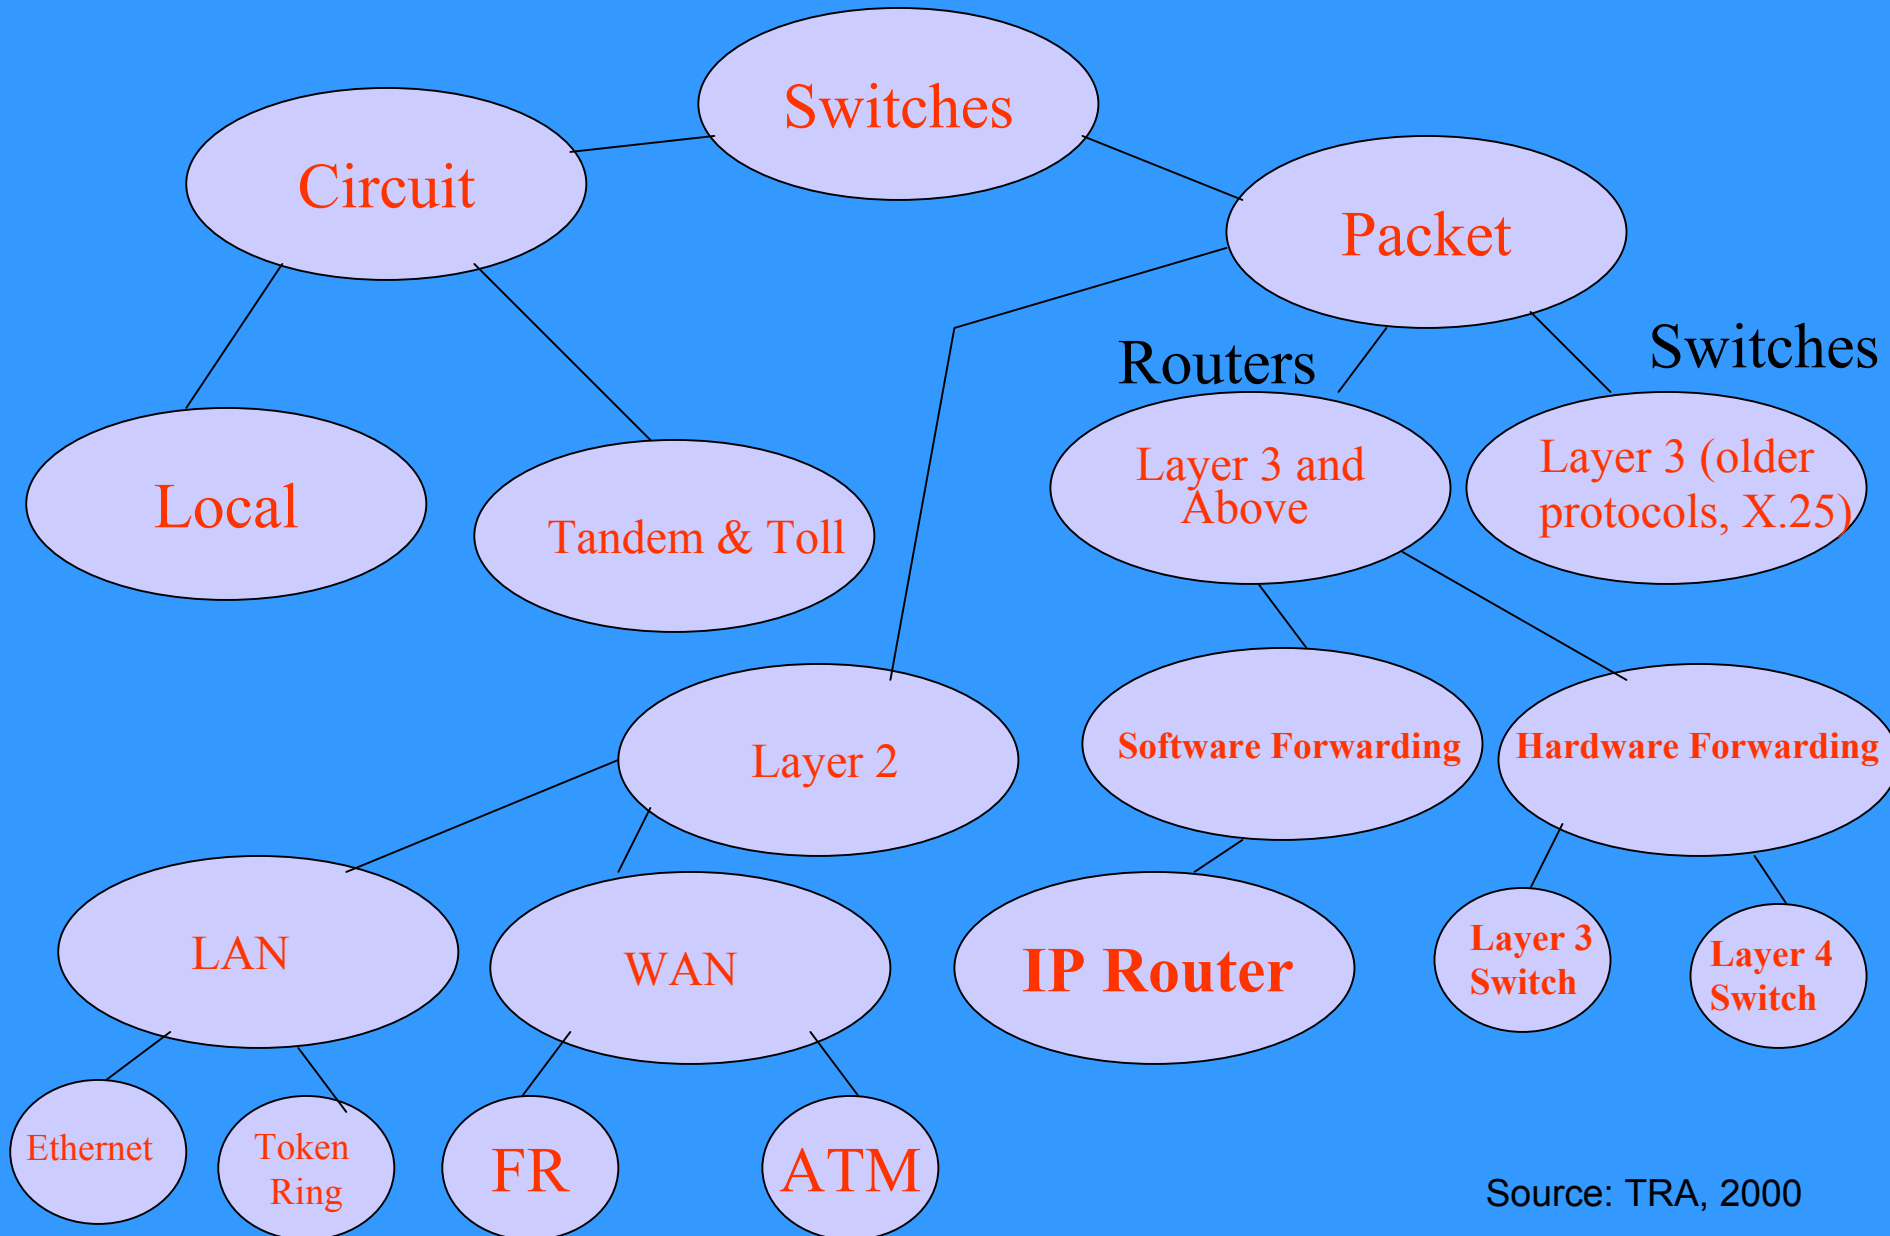 Switches
Circuit
Packet
Routers
Switches
Local
Tandem & Toll
Layer 3 and
Above
Layer 3 (older
protocols, X.25)
Layer 2
Software Forwarding
Hardware Forwarding
LAN
WAN
IP Router
Layer 3
Switch
Layer 4
Switch
Ethernet
Token
Ring
FR
ATM
Source: TRA, 2000